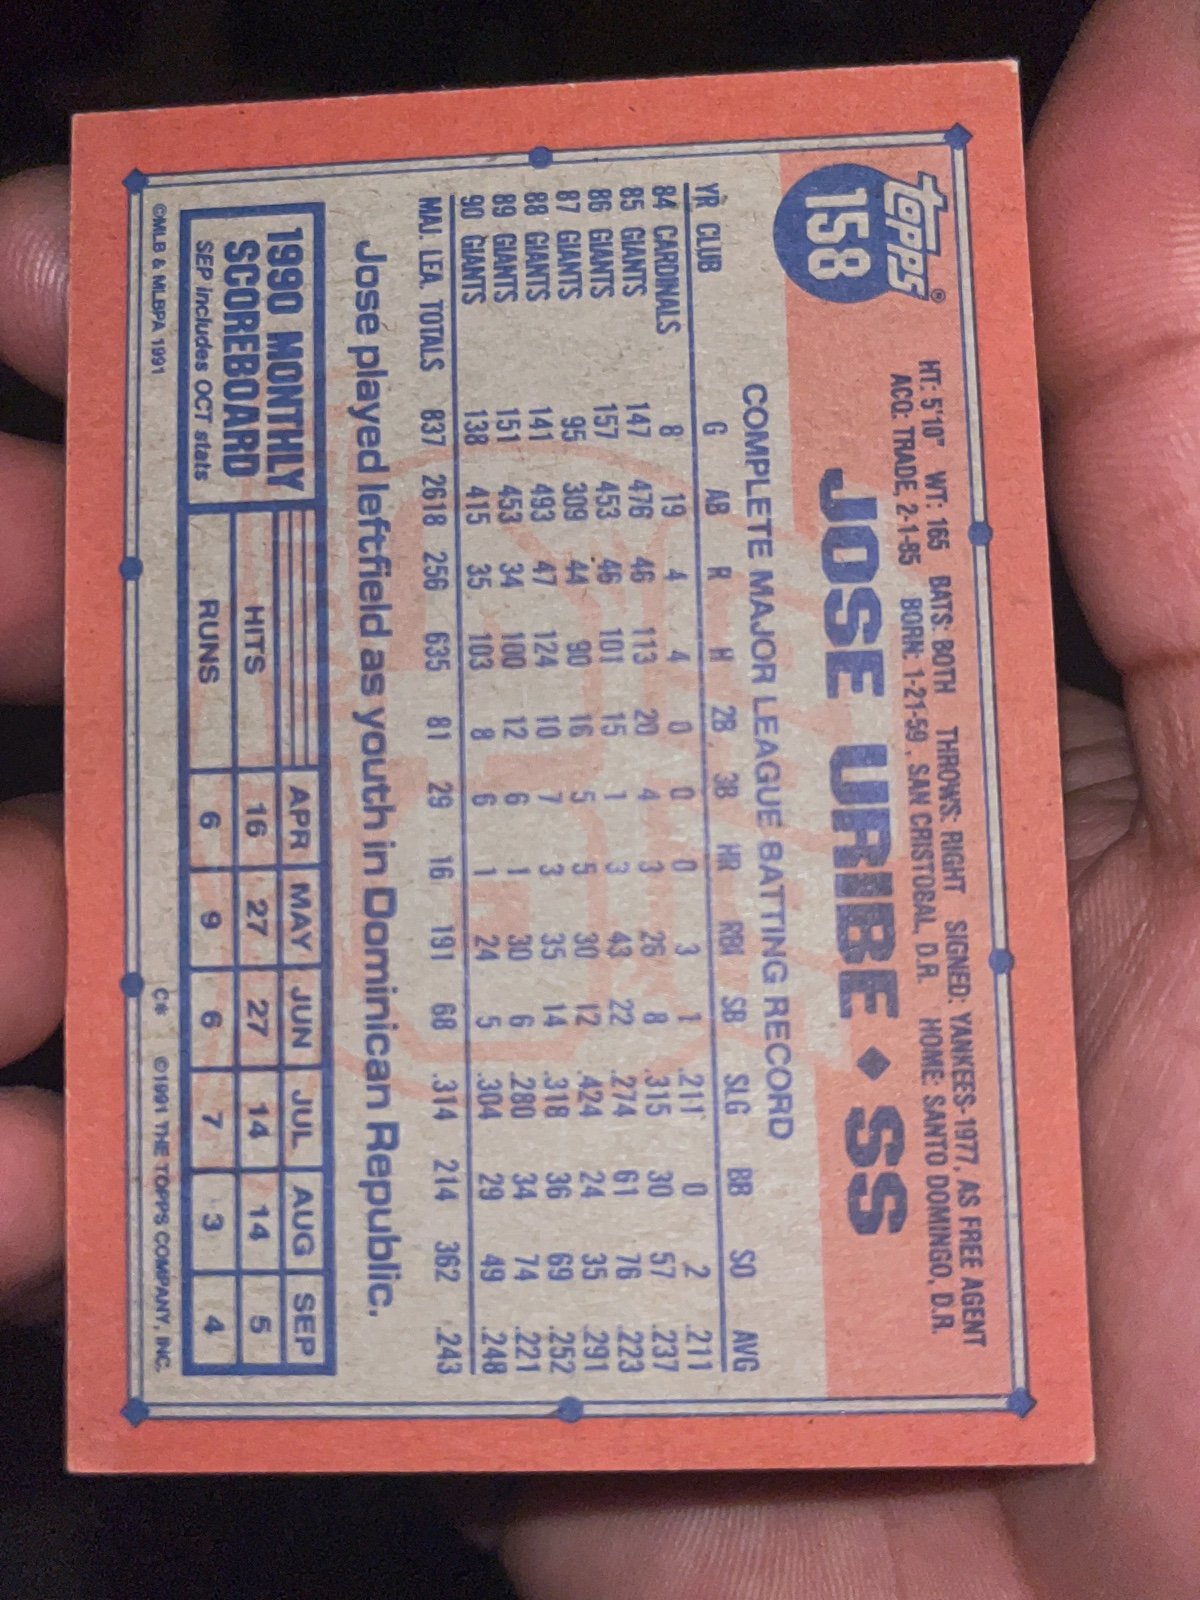 topps®
158
HT: 5'10" WT: 165 BATS: BOTH THROWS: RIGHT SIGNED: YANKEES-1977, AS FREE AGENT
ACQ: TRADE, 2-1-85 BORN: 1-21-59, SAN CRISTOBAL, D.R. HOME: SANTO DOMINGO, D.R.
JOSE URIBE ◆ SS
COMPLETE MAJOR LEAGUE BATTING RECORD
YR CLUB G AB R H 2B 3B HR RBI SB SLG BB SO AVG
84 CARDINALS 8 19 4 4 0 0 0 3 1 .211 0 2 .211
85 GIANTS 147 476 46 113 20 4 3 26 8 .315 30 57 .237
86 GIANTS 157 453 46 101 15 1 3 43 22 .274 61 76 .223
87 GIANTS 95 309 44 90 16 5 5 30 12 .424 24 35 .291
88 GIANTS 141 493 47 124 10 7 3 35 14 .318 36 69 .252
89 GIANTS 151 453 34 100 12 6 1 30 6 .280 34 74 .221
90 GIANTS 138 415 35 103 8 6 1 24 5 .304 29 49 .248
MAJ. LEA. TOTALS 837 2618 256 635 81 29 16 191 68 .314 214 362 .243
Jose played leftfield as youth in Dominican Republic.
1990 MONTHLY
SCOREBOARD
SEP includes OCT stats
APR MAY JUN JUL AUG SEP
HITS 16 27 27 14 14 5
RUNS 6 9 6 7 3 4
©MLB & MLBPA 1991 C* ©1991 THE TOPPS COMPANY, INC.